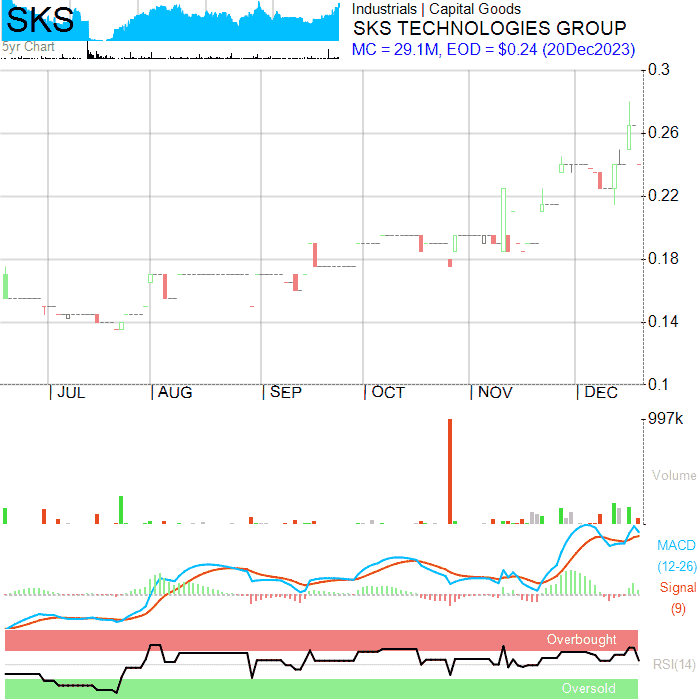 SKS
5yr Chart
Industrials | Capital Goods
SKS TECHNOLOGIES GROUP
MC = 29.1M, EOD = $0.24 (20Dec2023)
0.3
0.26
0.22
0.18
0.14
0.1
JUL AUG SEP OCT NOV DEC
997k
Volume
MACD
(12-26)
Signal
(9)
Overbought
RSI(14)
Oversold